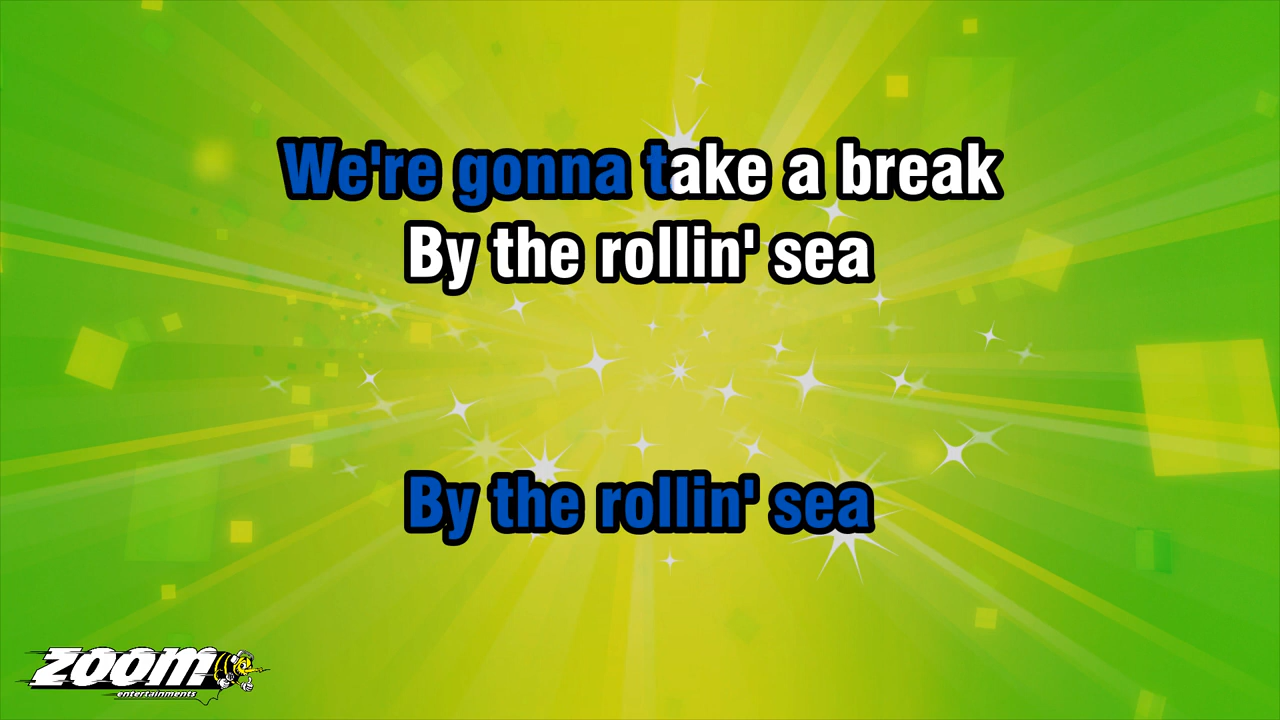 We're gonna take a break
By the rollin' sea
By the rollin' sea
zoom
entertainments